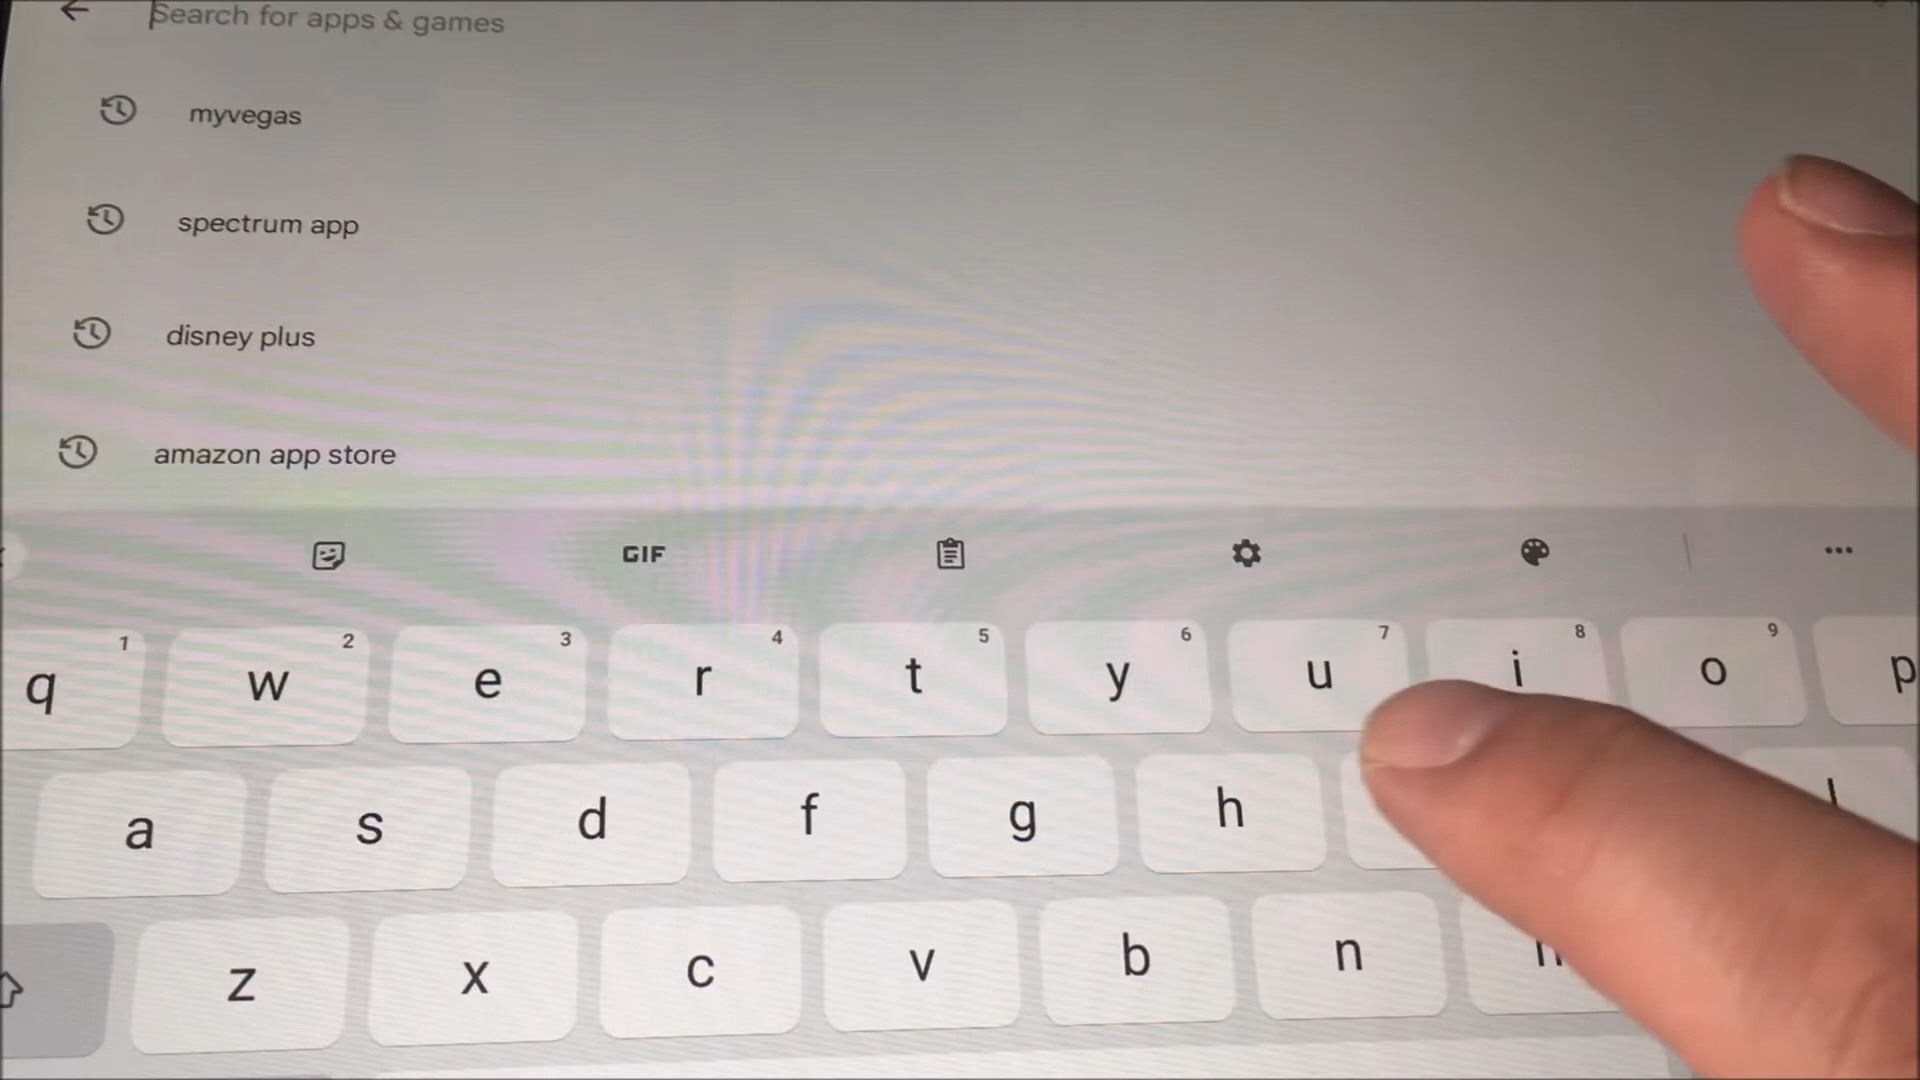 Search for apps & games
myvegas
spectrum app
disney plus
amazon app store
GIF
1 2 3 4 5 6 7 8 9
q w e r t y u i o p
a s d f g h
z x c v b n